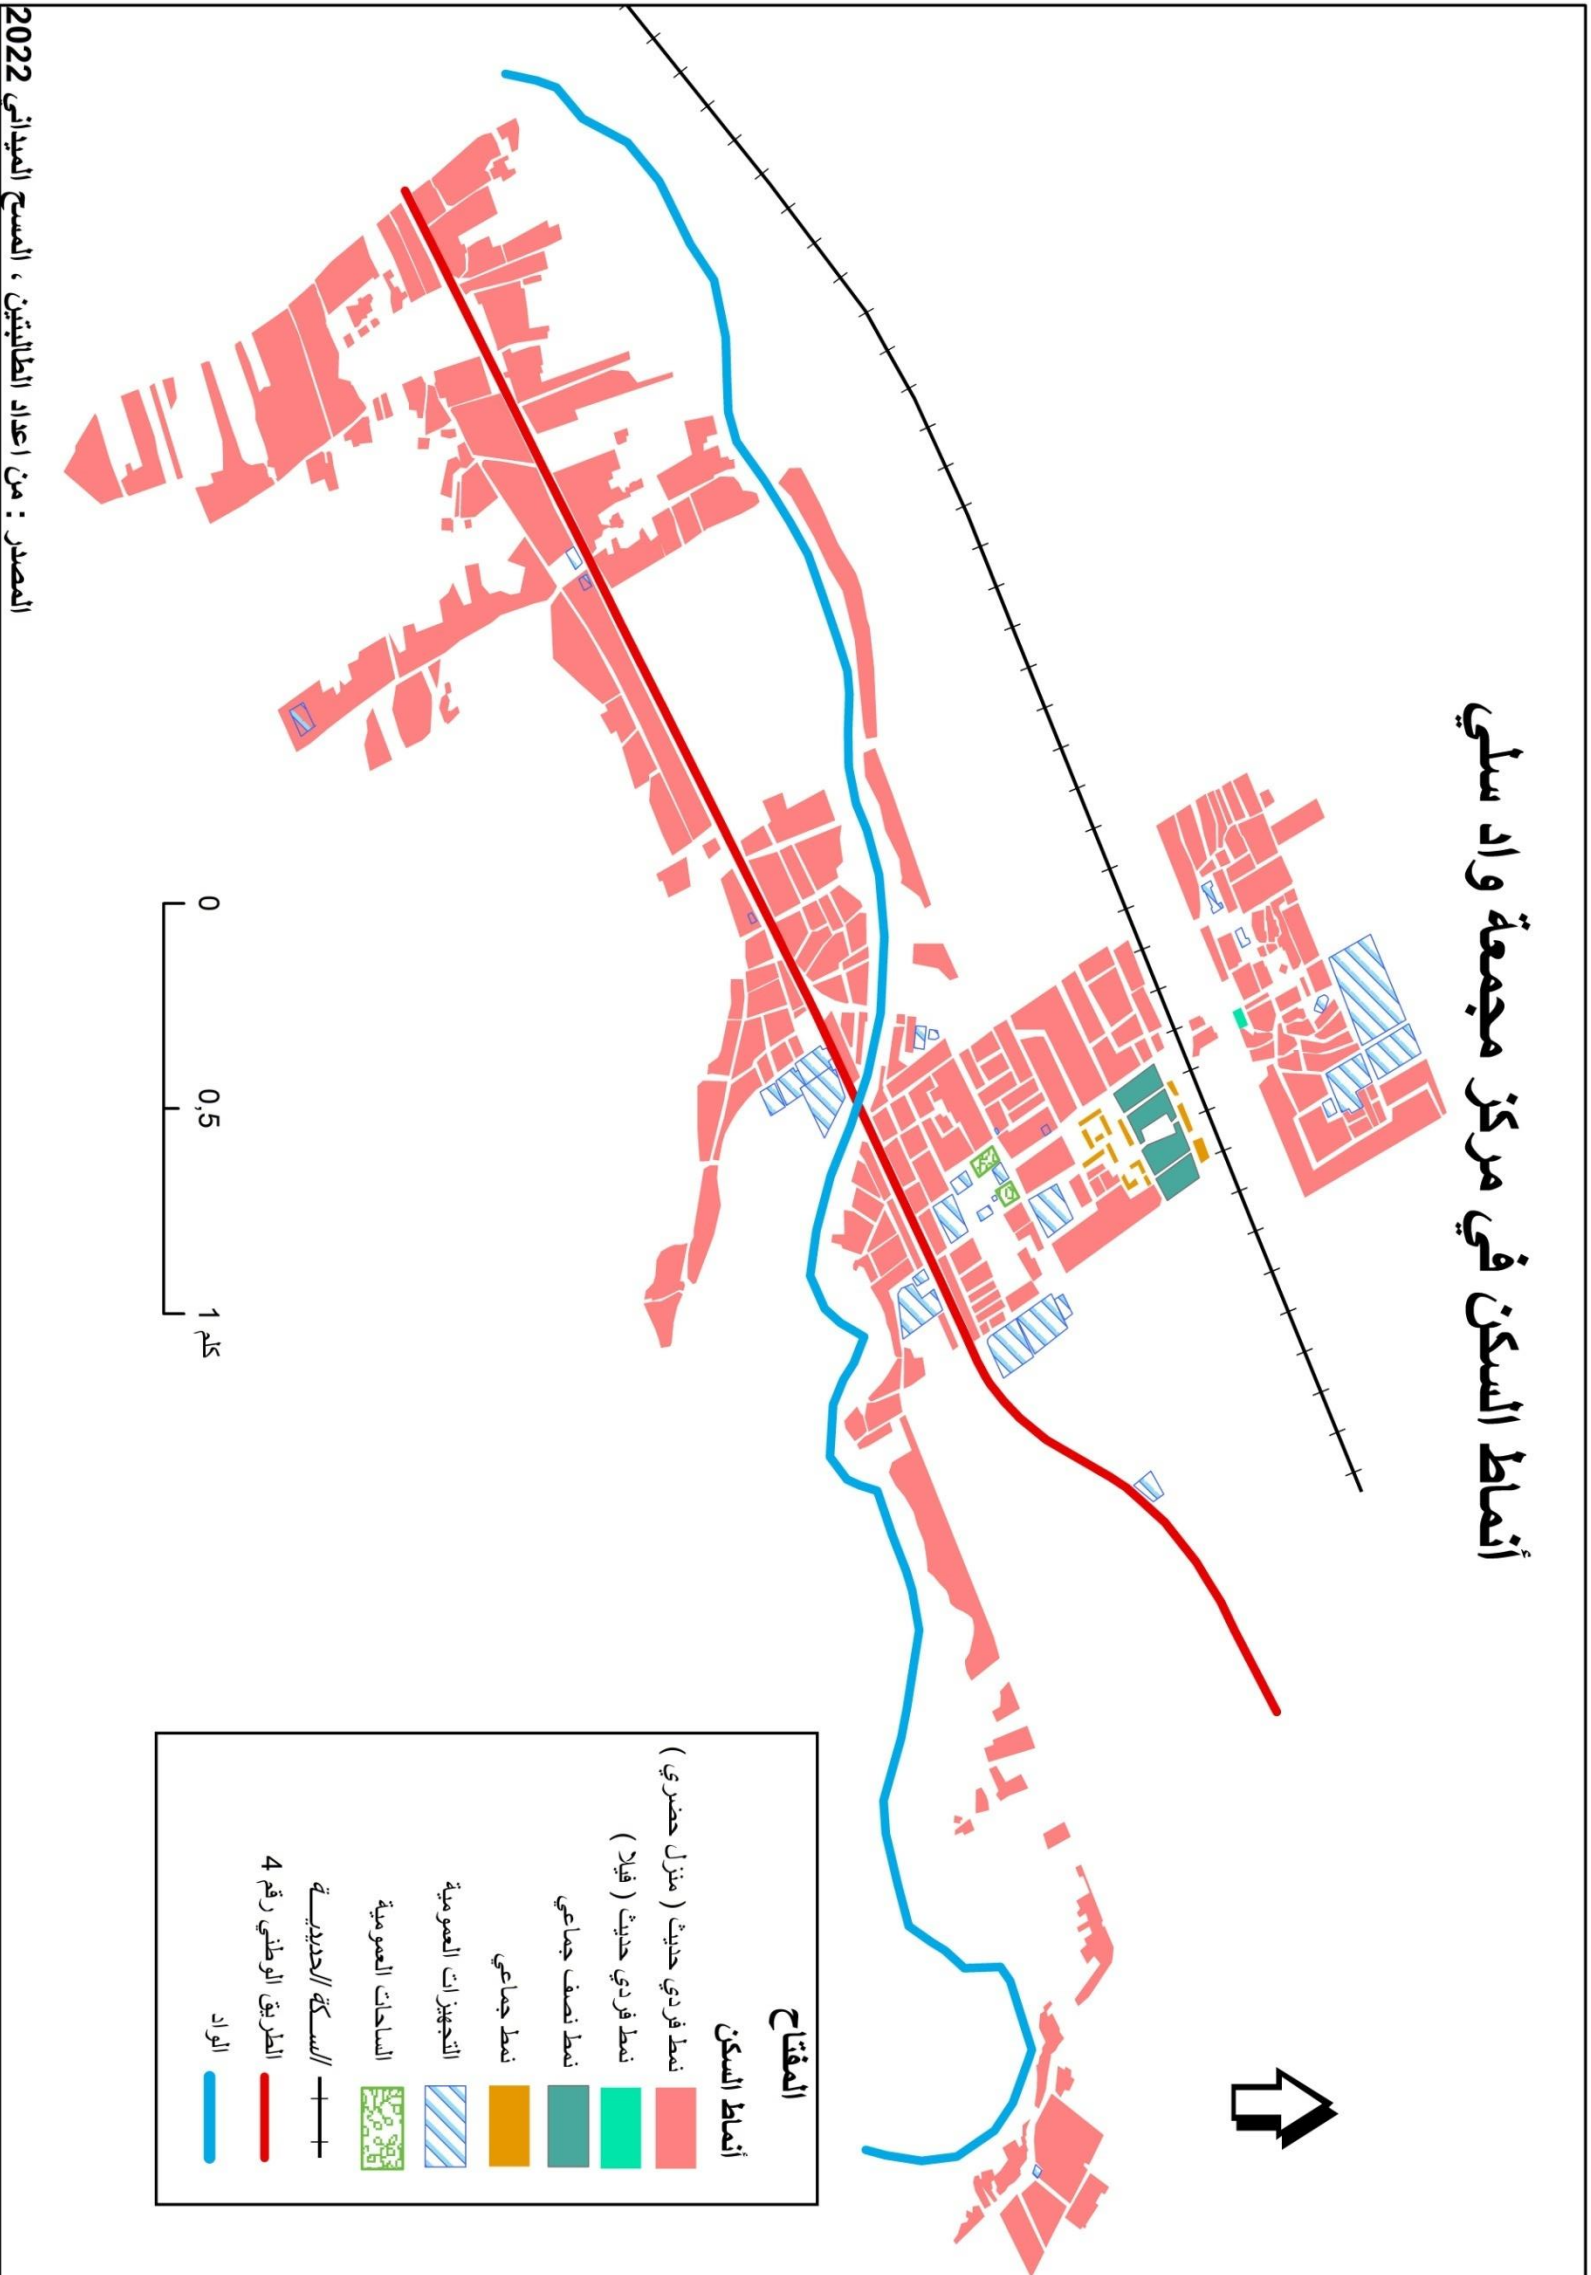 أنماط السكن في مركز مجمعة واد سلي
0
0,5
1
كلم
المفتاح
أنماط السكن
نمط فردي حديث ( منزل حضري )
نمط فردي حديث ( فيلا )
نمط نصف جماعي
نمط جماعي
التجهيزات العمومية
الساحات العمومية
السكة الحديديـــة
الطريق الوطني رقم 4
الواد
المصدر : من اعداد الطالبتين ، المسح الميداني 2022